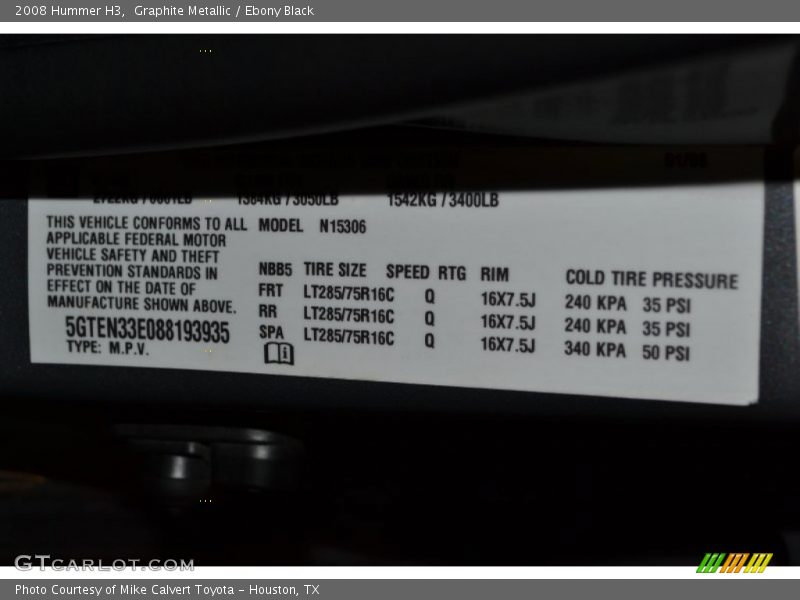 2008 Hummer H3,  Graphite Metallic / Ebony Black
1384KG / 3050LB 1542KG / 3400LB
THIS VEHICLE CONFORMS TO ALL
APPLICABLE FEDERAL MOTOR
VEHICLE SAFETY AND THEFT
PREVENTION STANDARDS IN
EFFECT ON THE DATE OF
MANUFACTURE SHOWN ABOVE.
5GTEN33E088193935
TYPE: M.P.V.
MODEL N15306
NBB5 TIRE SIZE SPEED RTG RIM COLD TIRE PRESSURE
FRT LT285/75R16C Q 16X7.5J 240 KPA 35 PSI
RR LT285/75R16C Q 16X7.5J 240 KPA 35 PSI
SPA LT285/75R16C Q 16X7.5J 340 KPA 50 PSI
GTCARLOT.COM
Photo Courtesy of Mike Calvert Toyota - Houston, TX